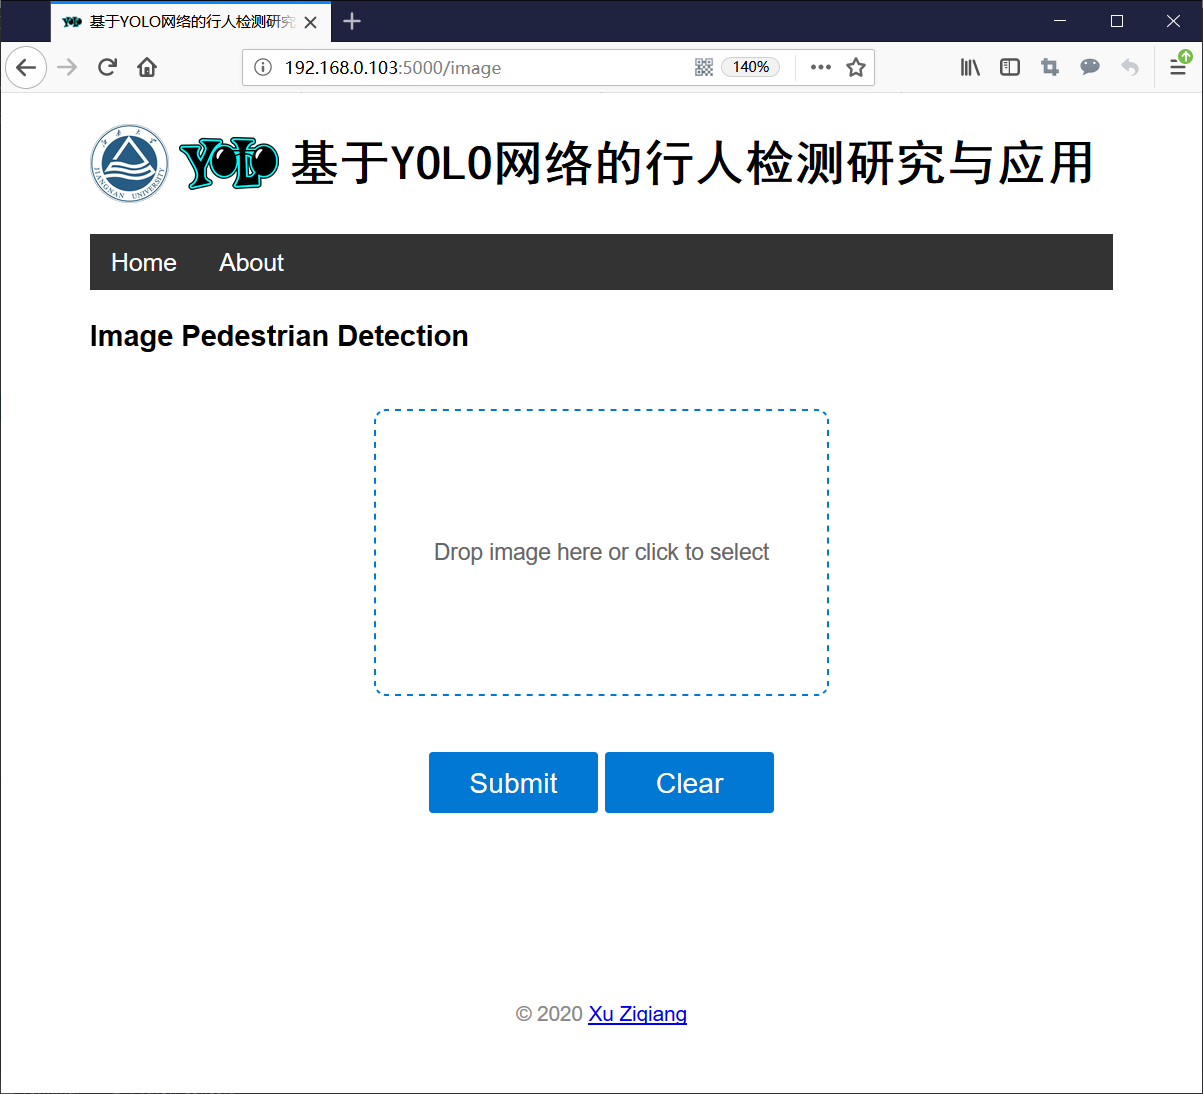 基于YOLO网络的行人检测研究
192.168.0.103:5000/image
140%
JIANGNAN UNIVERSITY
YOLO
基于YOLO网络的行人检测研究与应用
Home About
Image Pedestrian Detection
Drop image here or click to select
Submit Clear
© 2020 Xu Ziqiang